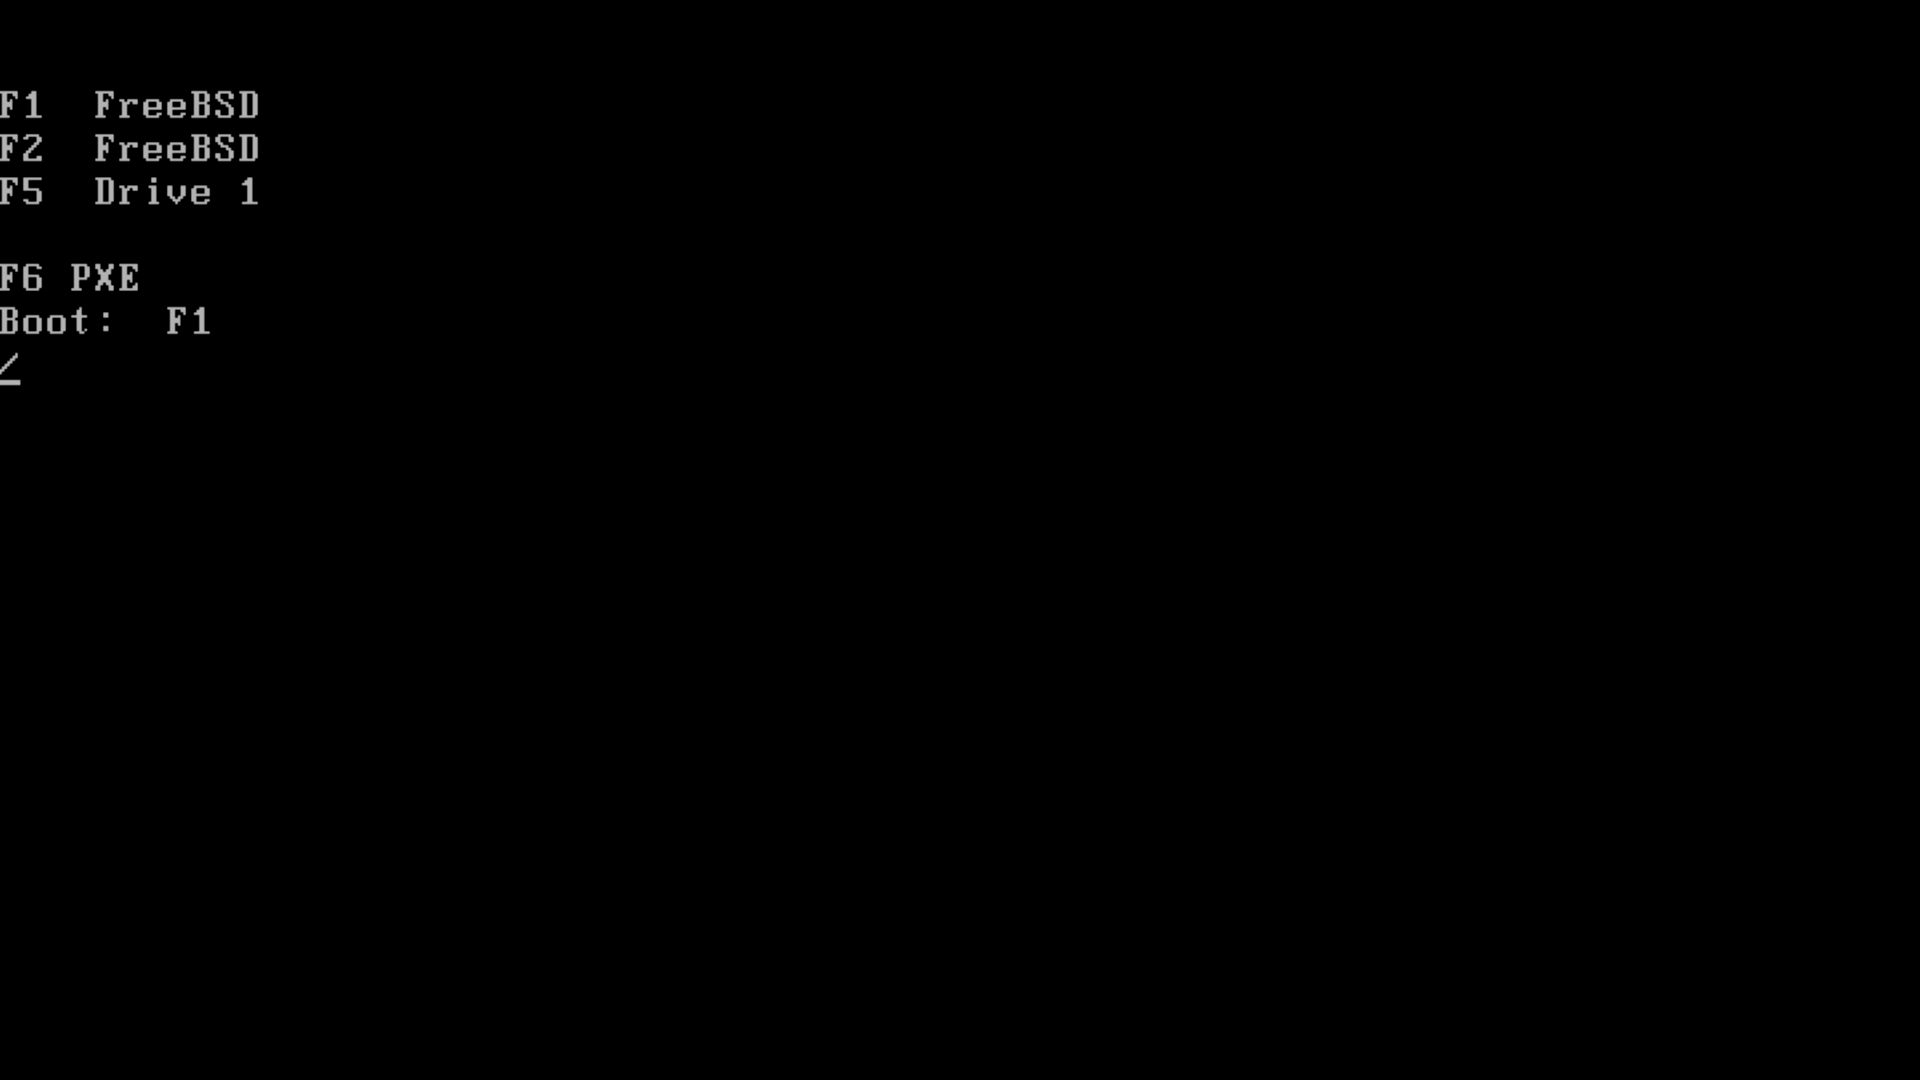 F1  FreeBSD
F2  FreeBSD
F5  Drive 1
F6 PXE
Boot:  F1
/